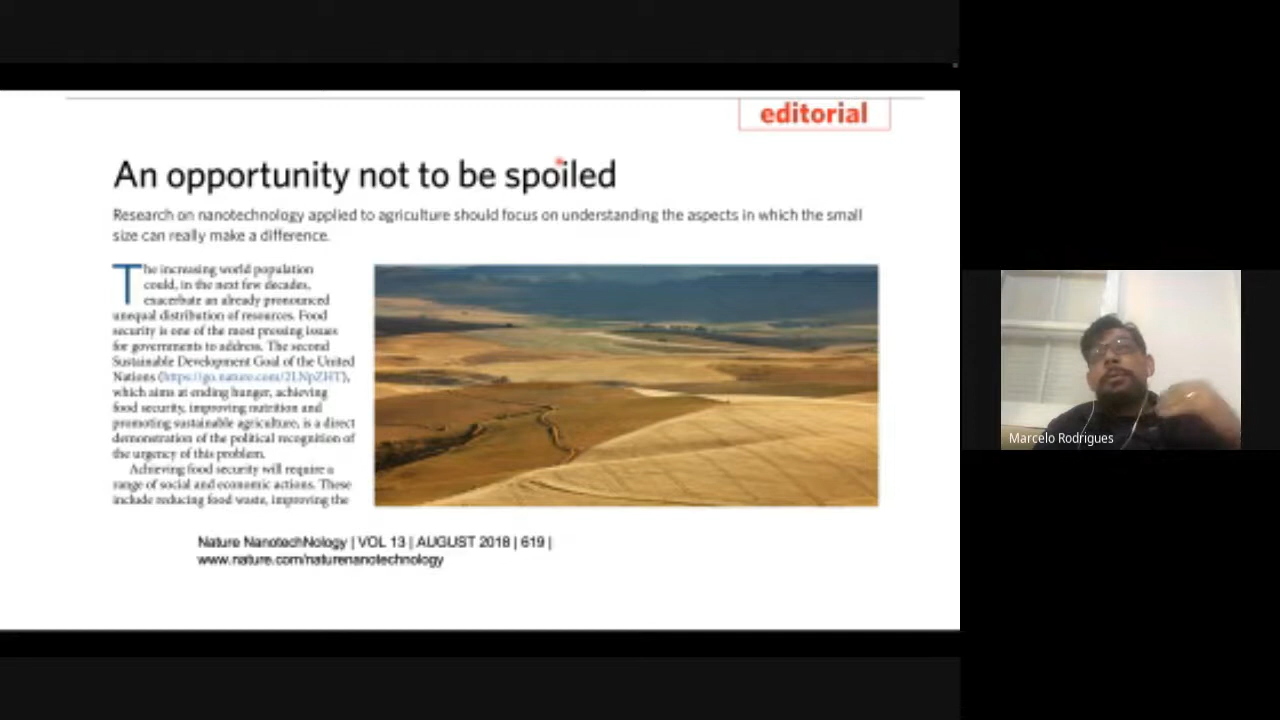 editorial
An opportunity not to be spoiled
Research on nanotechnology applied to agriculture should focus on understanding the aspects in which the small
size can really make a difference.
The increasing world population
could, in the next few decades,
exacerbate an already pronounced
unequal distribution of resources. Food
security is one of the most pressing issues
for governments to address. The second
Sustainable Development Goal of the United
Nations (https://go.nature.com/2LNpZHT),
which aims at ending hunger, achieving
food security, improving nutrition and
promoting sustainable agriculture, is a direct
demonstration of the political recognition of
the urgency of this problem.
Achieving food security will require a
range of social and economic actions. These
include reducing food waste, improving the
Nature NanotechNology | VOL 13 | AUGUST 2018 | 619 |
www.nature.com/naturenanotechnology
Marcelo Rodrigues